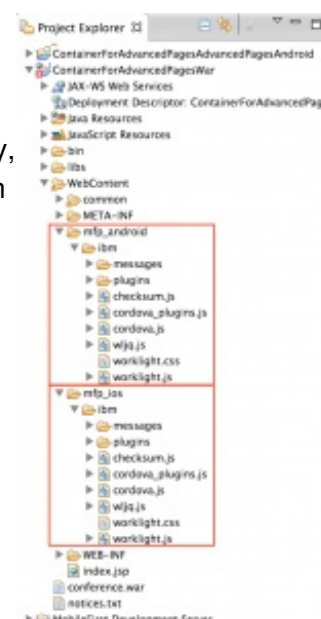 Project Explorer
ContainerForAdvancedPagesAdvancedPagesAndroid
ContainerForAdvancedPagesWar
JAX-WS Web Services
Deployment Descriptor: ContainerForAdvancedPag
Java Resources
JavaScript Resources
bin
libs
WebContent
common
META-INF
mfp_android
ibm
messages
plugins
checksum.js
cordova_plugins.js
cordova.js
wljq.js
worklight.css
worklight.js
mfp_ios
ibm
messages
plugins
checksum.js
cordova_plugins.js
cordova.js
wljq.js
worklight.css
worklight.js
WEB-INF
index.jsp
conference.war
notices.txt
MobileFirst Development Server